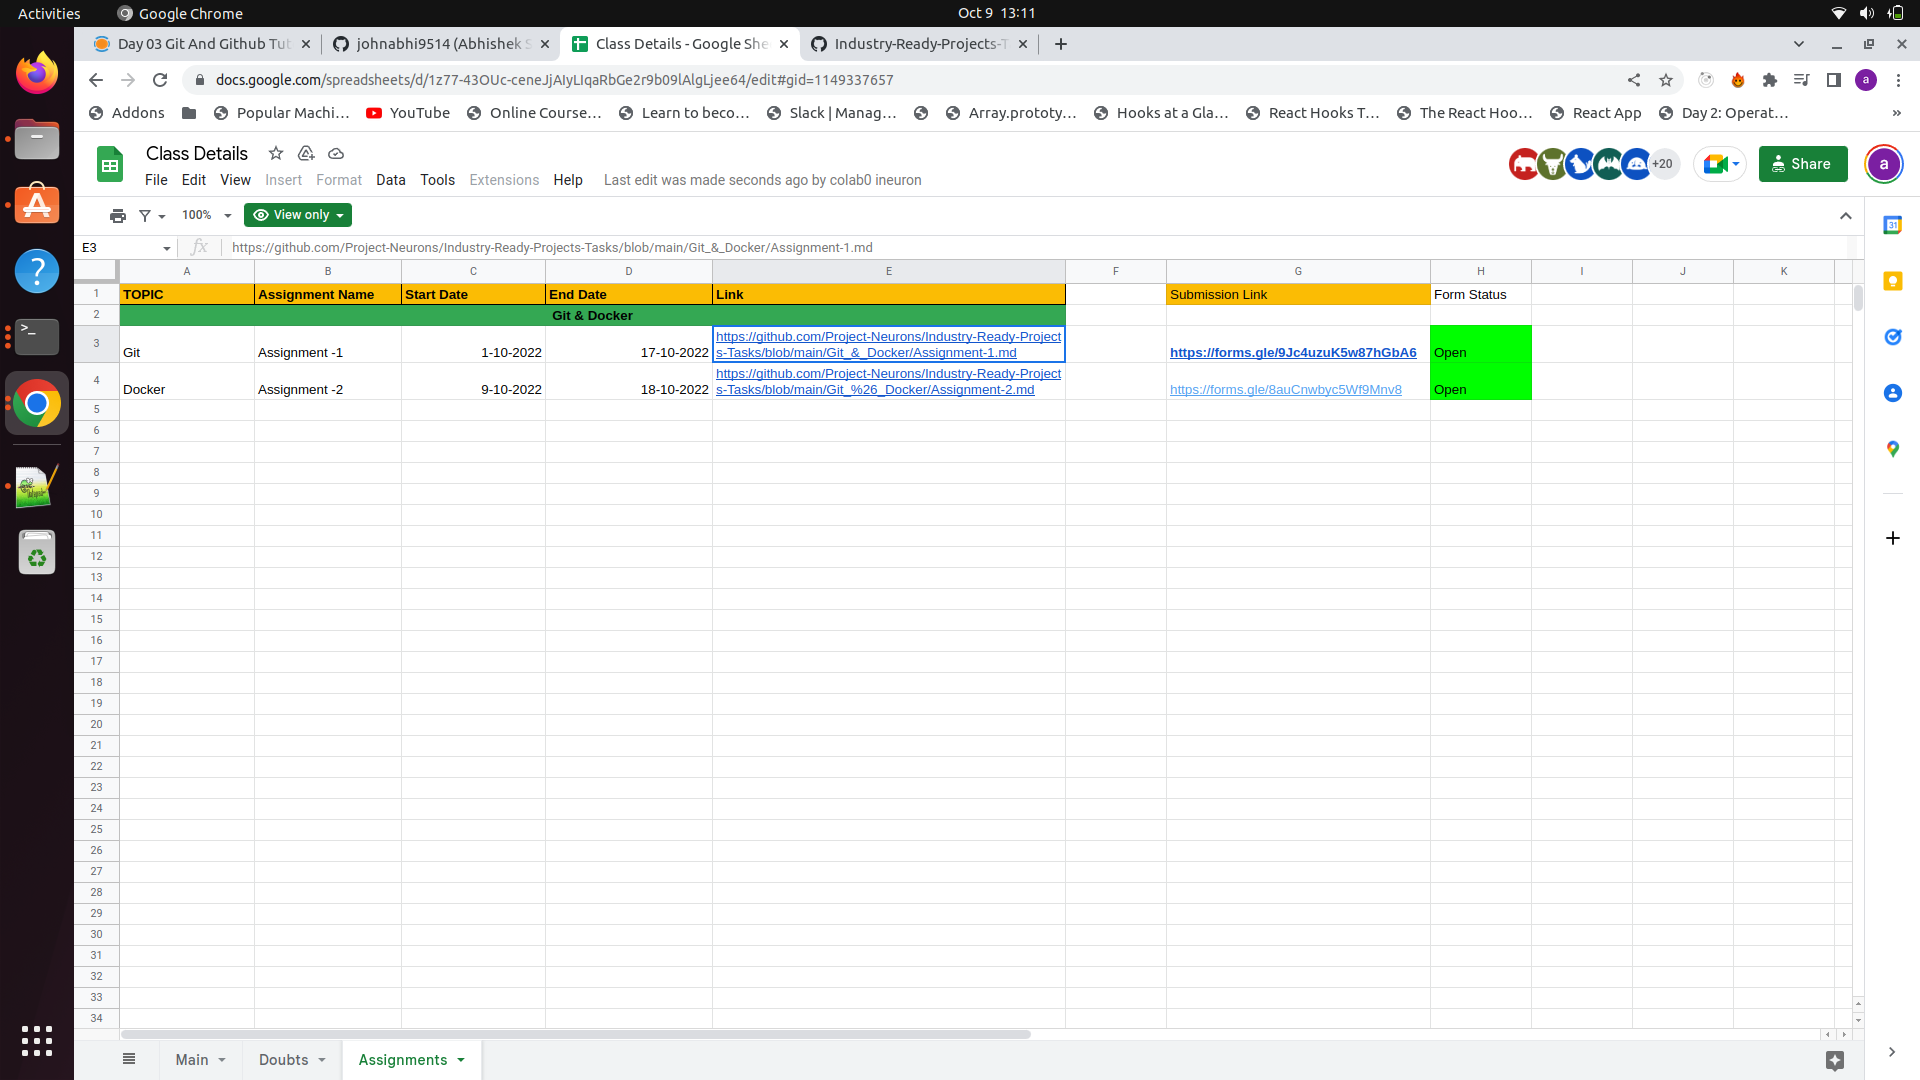 Activities
Google Chrome
Oct 9 13:11
Day 03 Git And Github Tut
johnabhi9514 (Abhishek S
Class Details - Google She
Industry-Ready-Projects-T
docs.google.com/spreadsheets/d/1z77-43OUc-ceneJjAIyLIqaRbGe2r9b09lAlgLjee64/edit#gid=1149337657
a
Addons
Popular Machi…
YouTube
Online Course…
Learn to beco…
Slack | Manag…
Array.prototy…
Hooks at a Gla…
React Hooks T…
The React Hoo…
React App
Day 2: Operat…
»
Class Details
File Edit View Insert Format Data Tools Extensions Help Last edit was made seconds ago by colab0 ineuron
+20
Share
a
100%
View only
31
E3
fx
https://github.com/Project-Neurons/Industry-Ready-Projects-Tasks/blob/main/Git_&_Docker/Assignment-1.md
A B C D E F G H I J K
1 TOPIC Assignment Name Start Date End Date Link Submission Link Form Status
2 Git & Docker
3 Git Assignment -1 1-10-2022 17-10-2022 https://github.com/Project-Neurons/Industry-Ready-Project
s-Tasks/blob/main/Git_&_Docker/Assignment-1.md https://forms.gle/9Jc4uzuK5w87hGbA6 Open
4 Docker Assignment -2 9-10-2022 18-10-2022 https://github.com/Project-Neurons/Industry-Ready-Project
s-Tasks/blob/main/Git_%26_Docker/Assignment-2.md https://forms.gle/8auCnwbyc5Wf9Mnv8 Open
5
6
7
8
9
10
11
12
13
14
15
16
17
18
19
20
21
22
23
24
25
26
27
28
29
30
31
32
33
34
Main
Doubts
Assignments